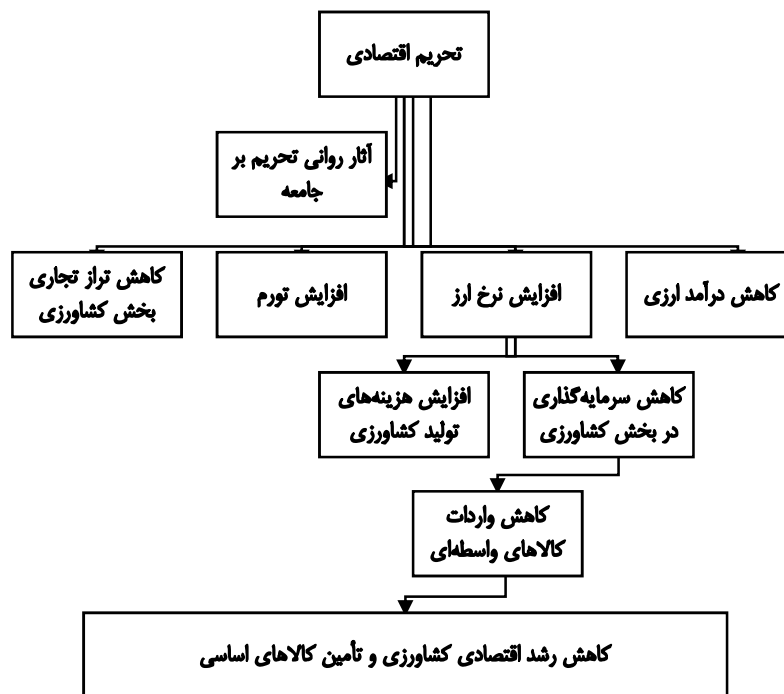 تحریم اقتصادی
آثار روانی تحریم بر
جامعه
کاهش درآمد ارزی
افزایش نرخ ارز
افزایش تورم
کاهش تراز تجاری
بخش کشاورزی
کاهش سرمایه‌گذاری
در بخش کشاورزی
افزایش هزینه‌های
تولید کشاورزی
کاهش واردات
کالاهای واسطه‌ای
کاهش رشد اقتصادی کشاورزی و تأمین کالاهای اساسی